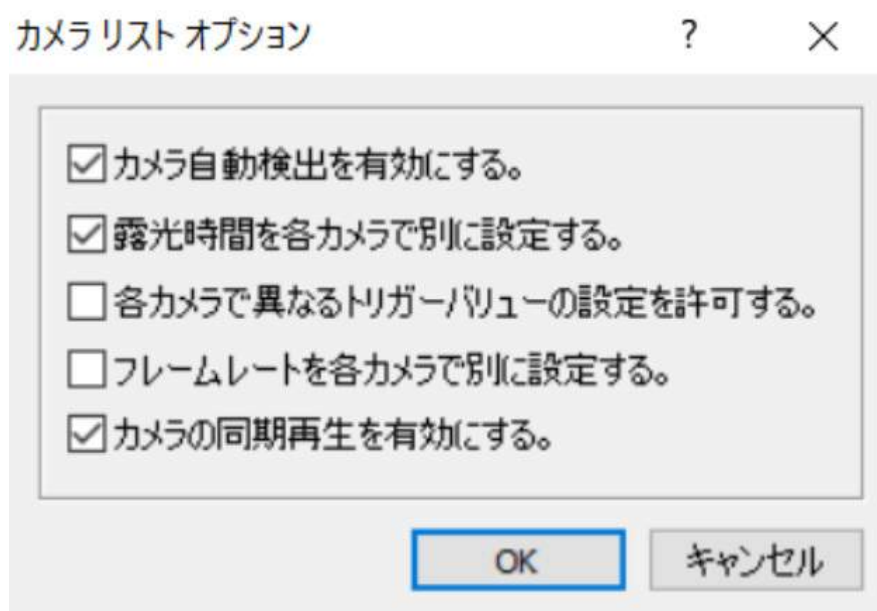 カメラ リスト オプション ?
カメラ自動検出を有効にする。
露光時間を各カメラで別に設定する。
各カメラで異なるトリガーバリューの設定を許可する。
フレームレートを各カメラで別に設定する。
カメラの同期再生を有効にする。
OK キャンセル